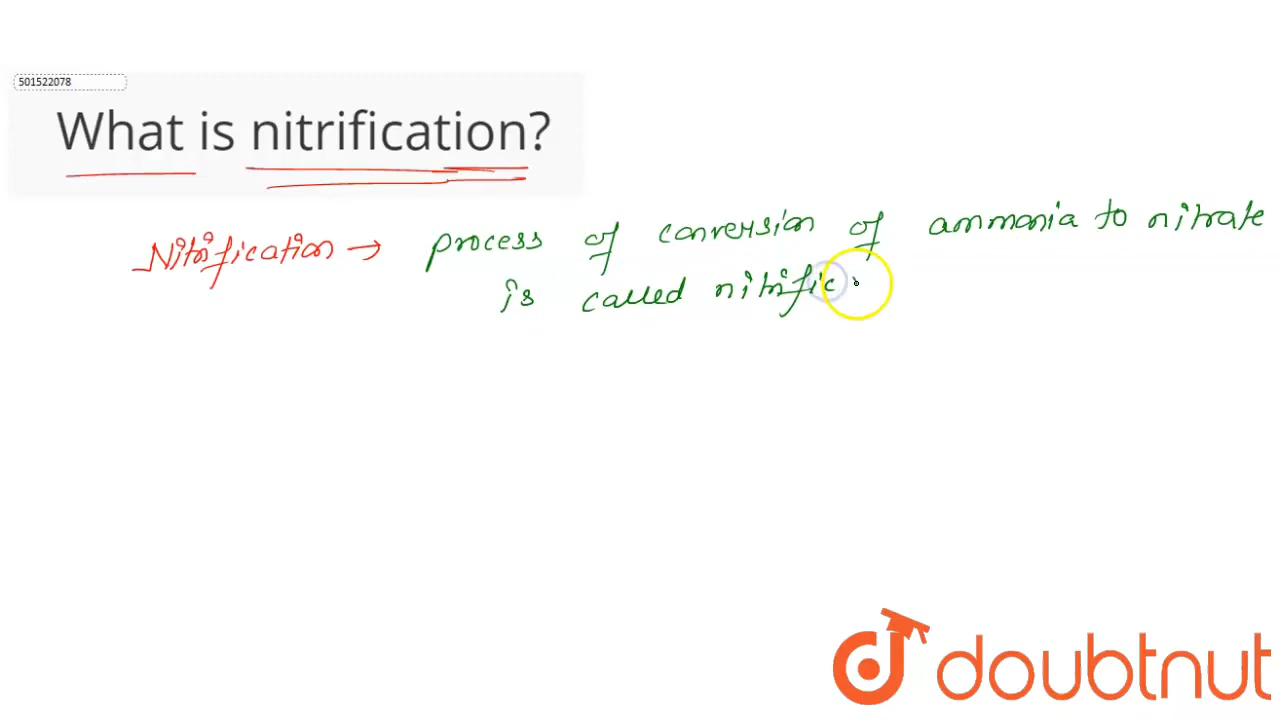 501522078
What is nitrification?
Nitrification → process of conversion of ammonia to nitrate
is called nitrific
doubtnut